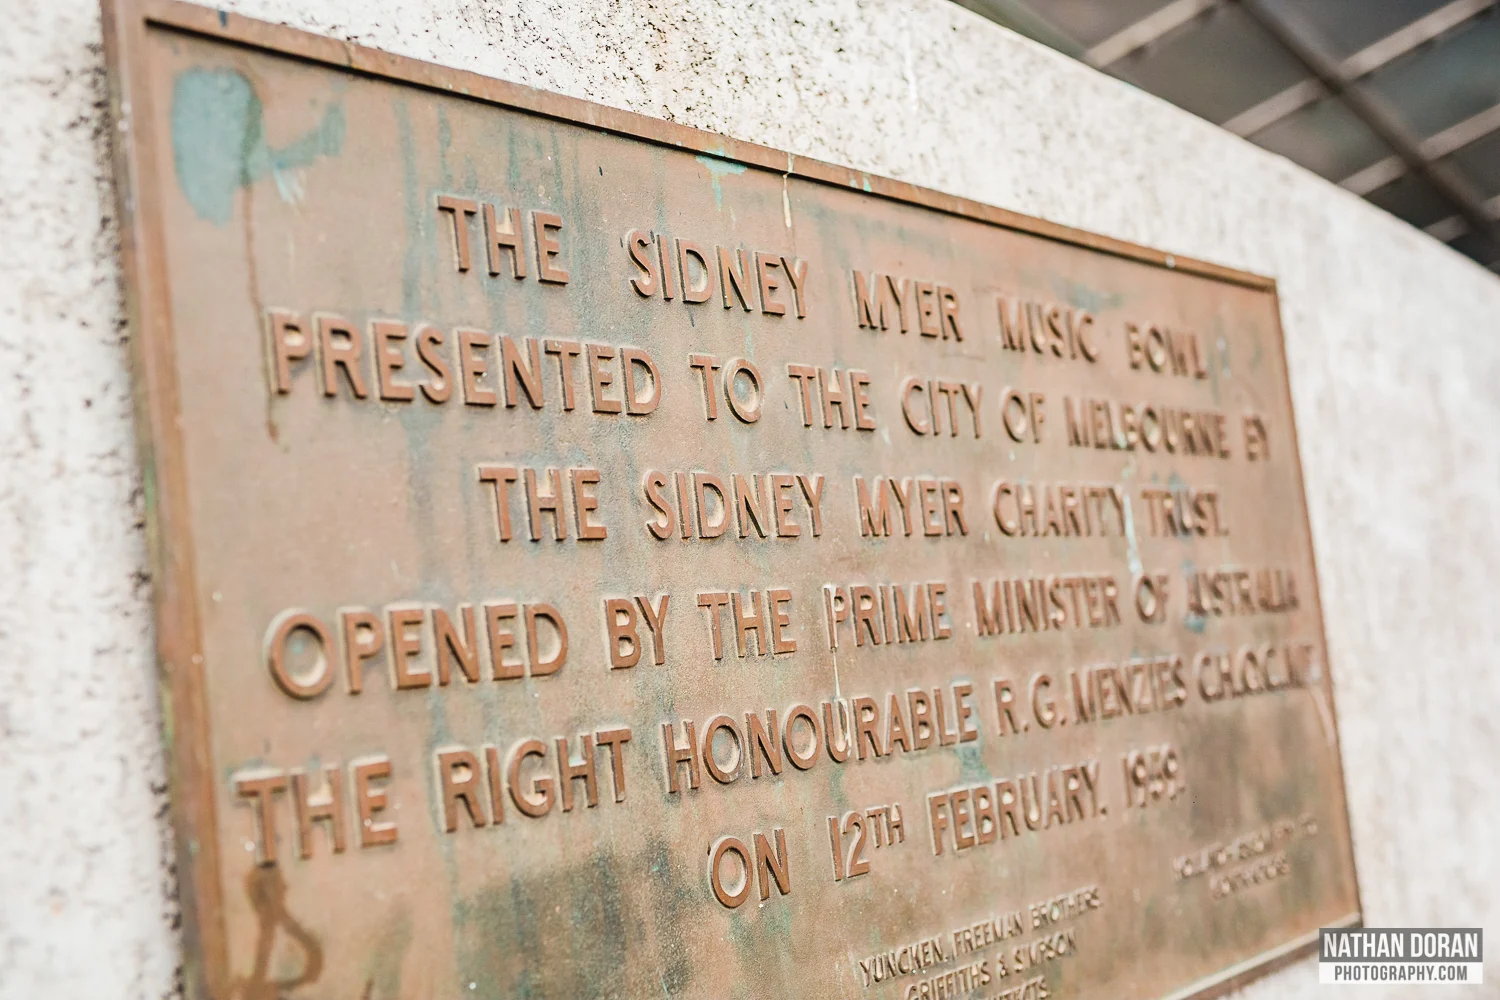 THE SIDNEY MYER MUSIC BOWL
PRESENTED TO THE CITY OF MELBOURNE BY
THE SIDNEY MYER CHARITY TRUST.
OPENED BY THE PRIME MINISTER OF AUSTRALIA
THE RIGHT HONOURABLE R.G. MENZIES C.H.,Q.C.,M.P.
ON 12TH FEBRUARY, 1959.
YUNCKEN, FREEMAN BROTHERS,
GRIFFITHS & SIMPSON
NATHAN DORAN
PHOTOGRAPHY.COM